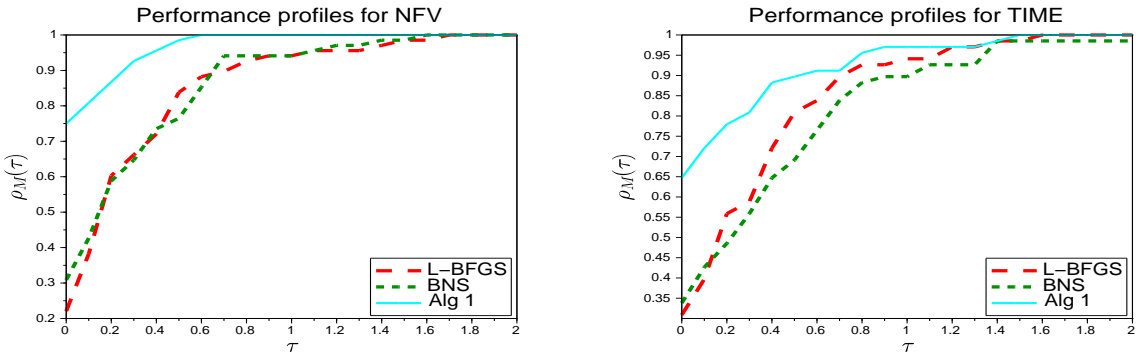 Performance profiles for NFV
1
0.9
0.8
0.7
0.6
0.5
0.4
0.3
0.2
ρ_M(τ)
0 0.2 0.4 0.6 0.8 1 1.2 1.4 1.6 1.8 2
τ
L−BFGS
BNS
Alg 1
Performance profiles for TIME
1
0.95
0.9
0.85
0.8
0.75
0.7
0.65
0.6
0.55
0.5
0.45
0.4
0.35
ρ_M(τ)
0 0.2 0.4 0.6 0.8 1 1.2 1.4 1.6 1.8 2
τ
L−BFGS
BNS
Alg 1